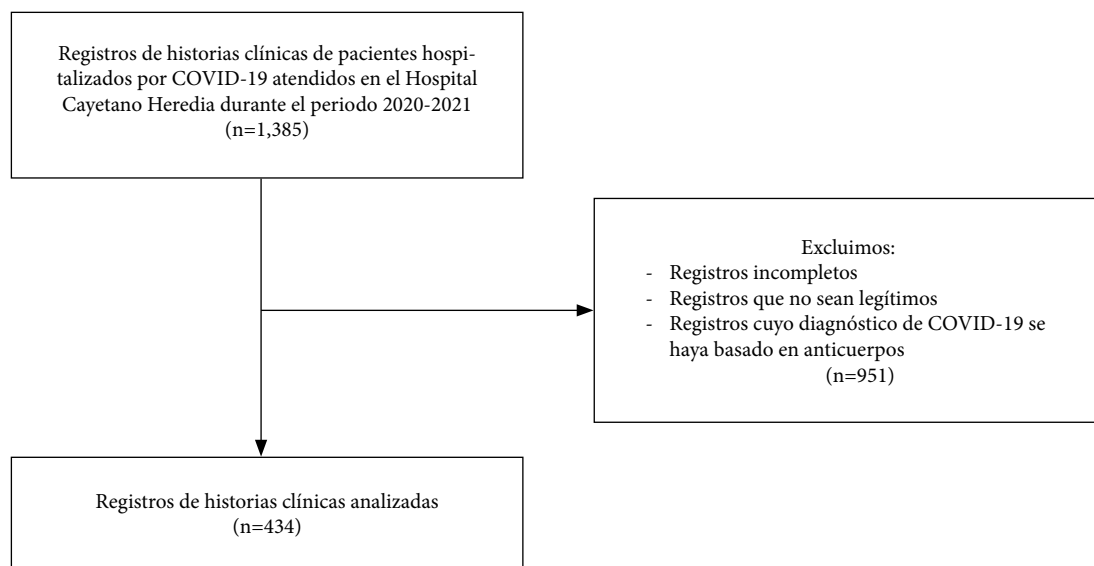 Registros de historias clínicas de pacientes hospi-
talizados por COVID-19 atendidos en el Hospital
Cayetano Heredia durante el periodo 2020-2021
(n=1,385)
Excluimos:
- Registros incompletos
- Registros que no sean legítimos
- Registros cuyo diagnóstico de COVID-19 se
haya basado en anticuerpos
(n=951)
Registros de historias clínicas analizadas
(n=434)